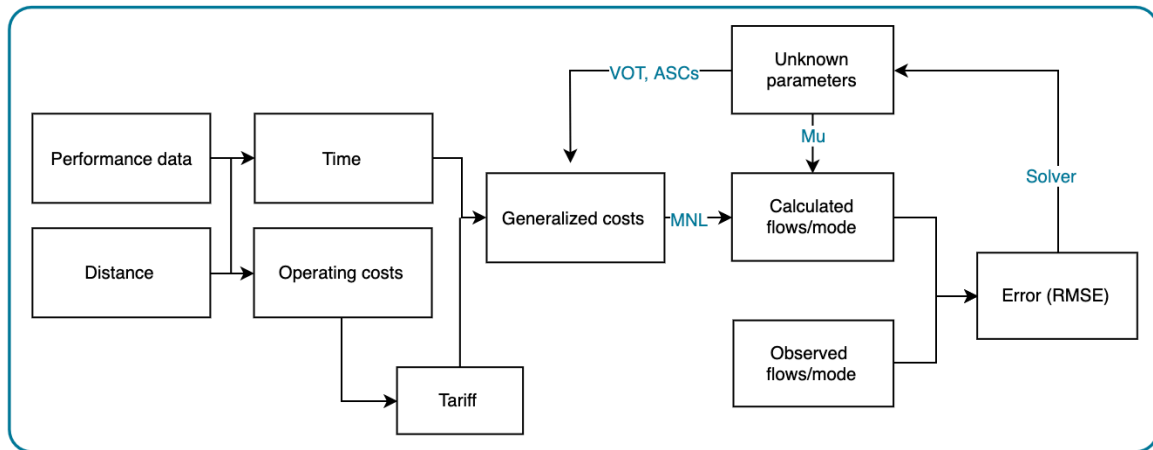 Unknown
parameters
VOT, ASCs
Mu
Performance data
Time
Solver
Generalized costs
MNL
Calculated
flows/mode
Distance
Operating costs
Error (RMSE)
Observed
flows/mode
Tariff